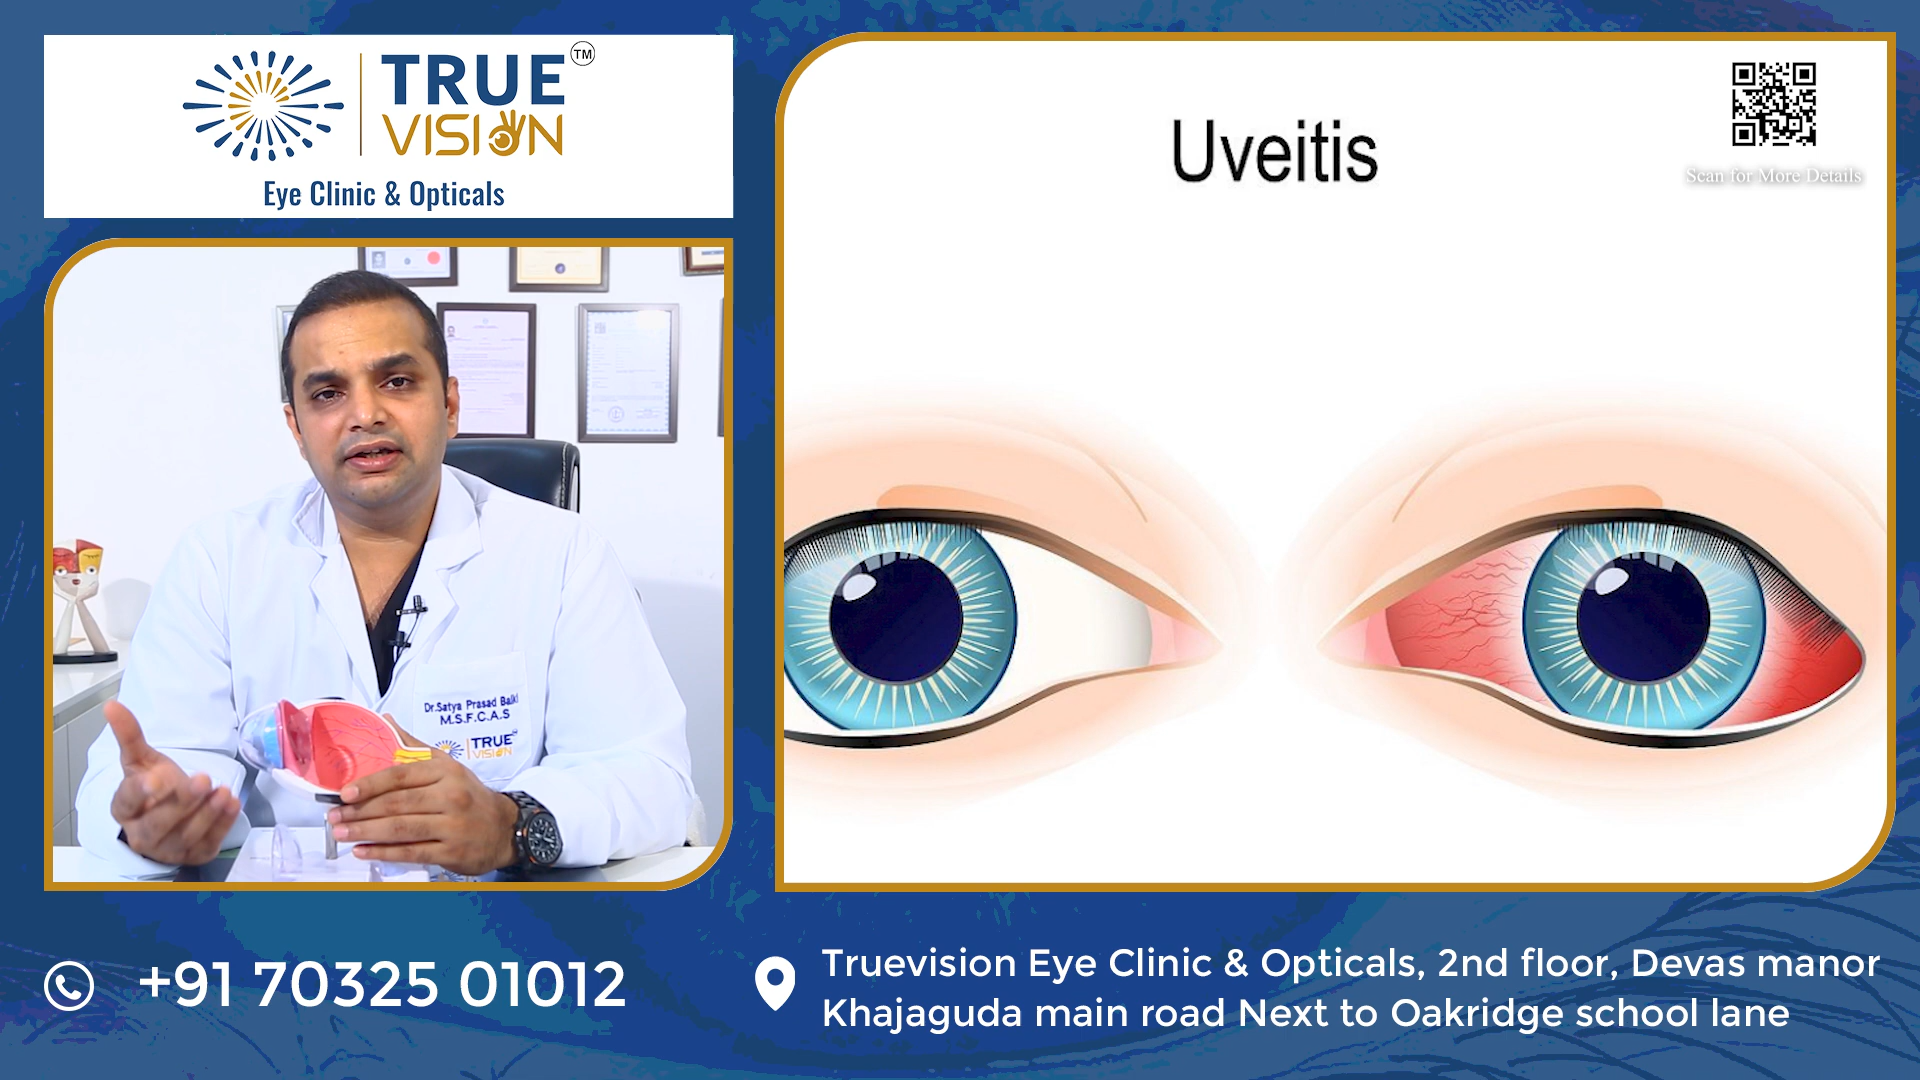 TRUE TM
VISION
Eye Clinic & Opticals
Uveitis
Scan for More Details
Dr.Satya Prasad Balki
M.S.F.C.A.S
TRUE
VISION
+91 70325 01012
Truevision Eye Clinic & Opticals, 2nd floor, Devas manor
Khajaguda main road Next to Oakridge school lane